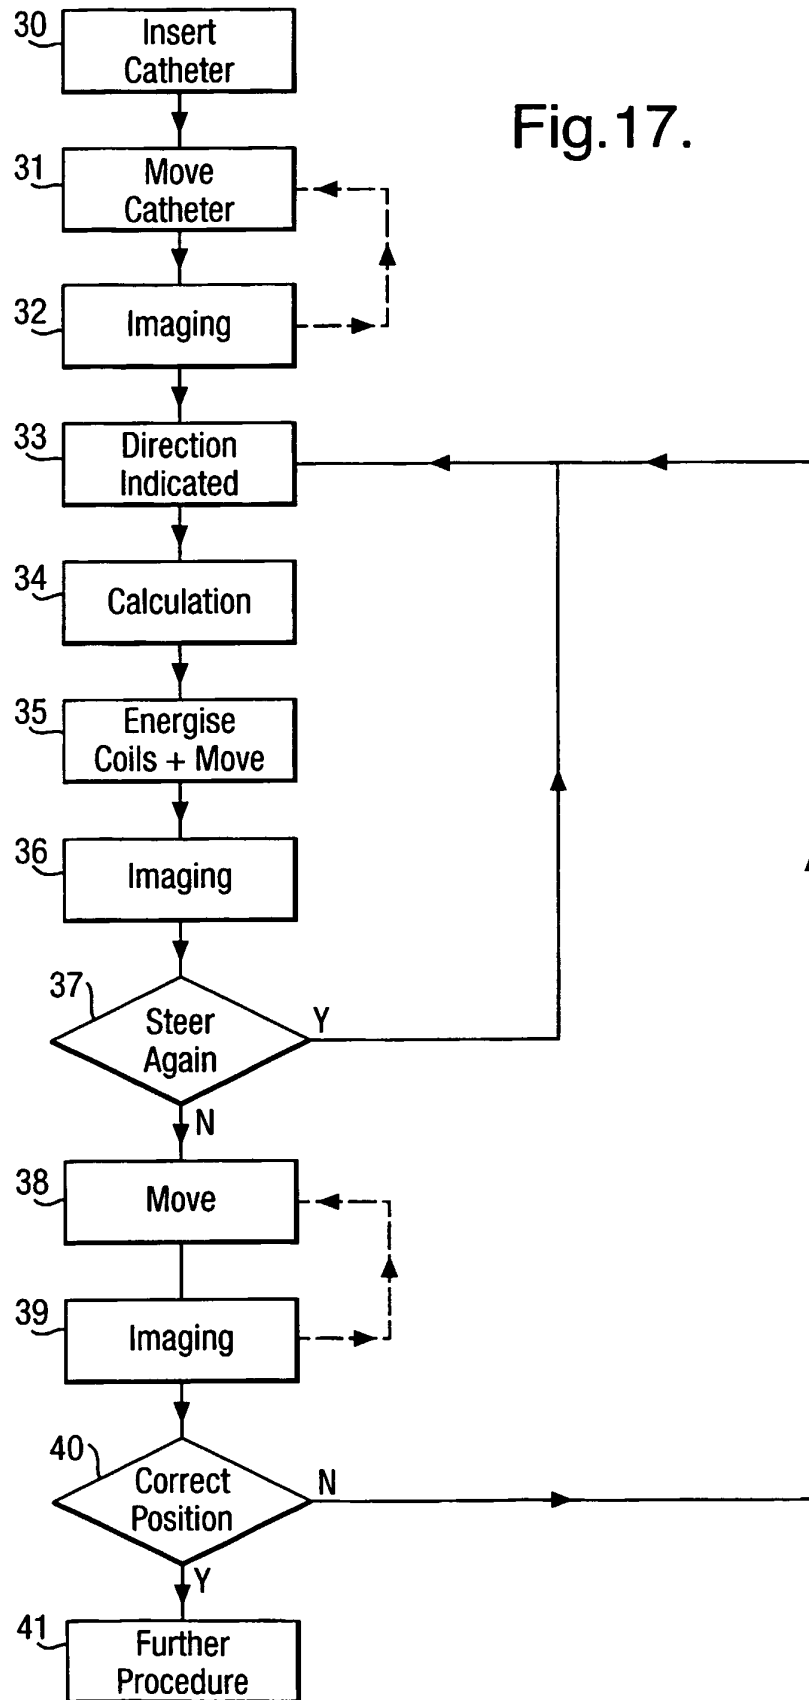 Fig.17.
30
Insert
Catheter
31
Move
Catheter
32
Imaging
33
Direction
Indicated
34
Calculation
35
Energise
Coils + Move
36
Imaging
37
Steer
Again
Y
N
38
Move
39
Imaging
40
Correct
Position
N
Y
41
Further
Procedure